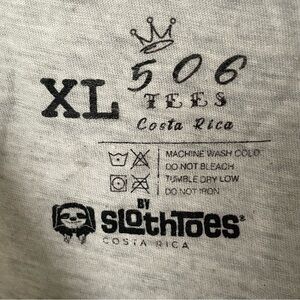 XL
506
TEES
Costa Rica
MACHINE WASH COLD
DO NOT BLEACH
TUMBLE DRY LOW
DO NOT IRON
BY
SlothToes
COSTA RICA